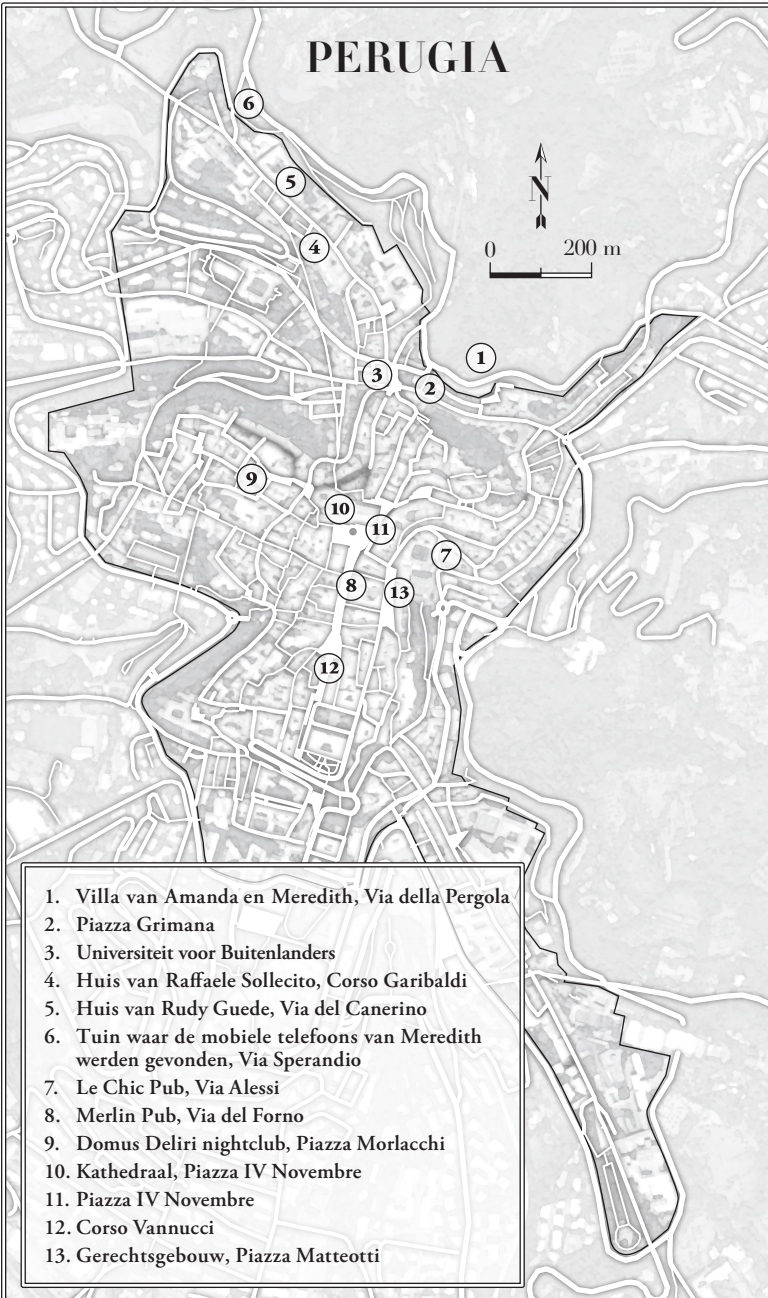 PERUGIA
6
5
N
4
0 200 m
1
3
2
9
10
11
7
8
13
12
1. Villa van Amanda en Meredith, Via della Pergola
2. Piazza Grimana
3. Universiteit voor Buitenlanders
4. Huis van Raffaele Sollecito, Corso Garibaldi
5. Huis van Rudy Guede, Via del Canerino
6. Tuin waar de mobiele telefoons van Meredith
werden gevonden, Via Sperandio
7. Le Chic Pub, Via Alessi
8. Merlin Pub, Via del Forno
9. Domus Deliri nightclub, Piazza Morlacchi
10. Kathedraal, Piazza IV Novembre
11. Piazza IV Novembre
12. Corso Vannucci
13. Gerechtsgebouw, Piazza Matteotti